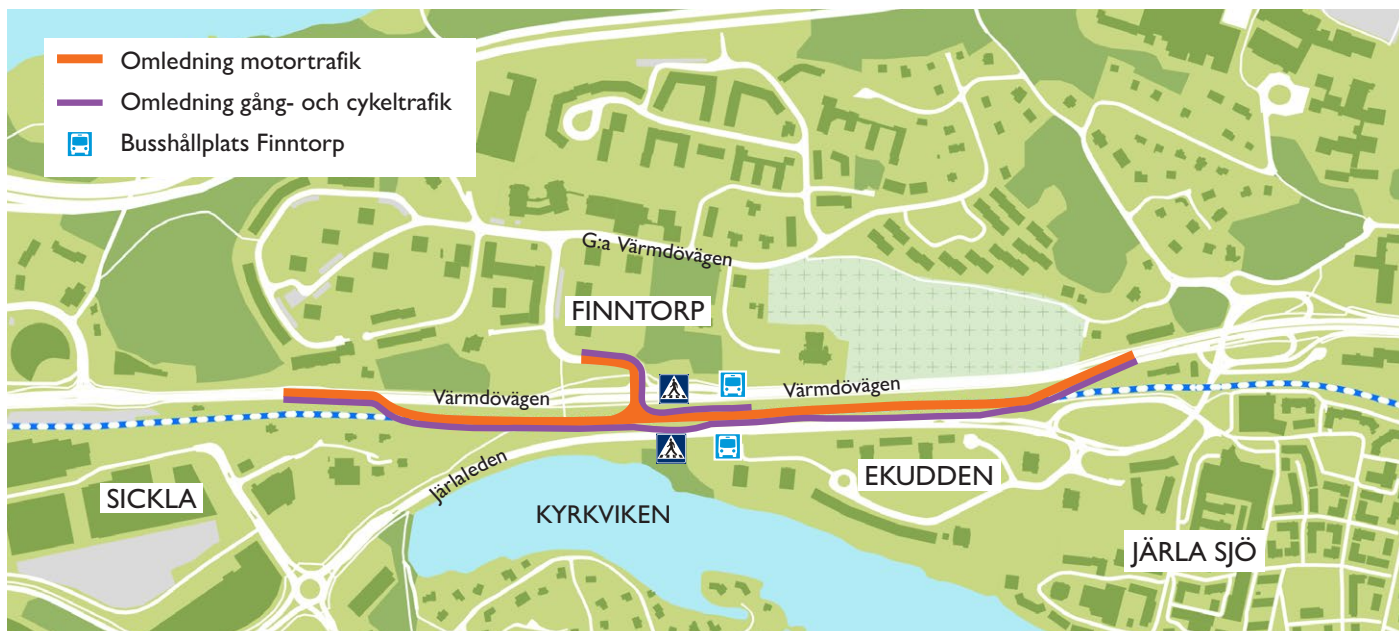 Omledning motortrafik
Omledning gång- och cykeltrafik
Busshållplats Finntorp
G:a Värmdövägen
FINNTORP
Värmdövägen
Värmdövägen
Järlaleden
SICKLA
EKUDDEN
KYRKVIKEN
JÄRLA SJÖ